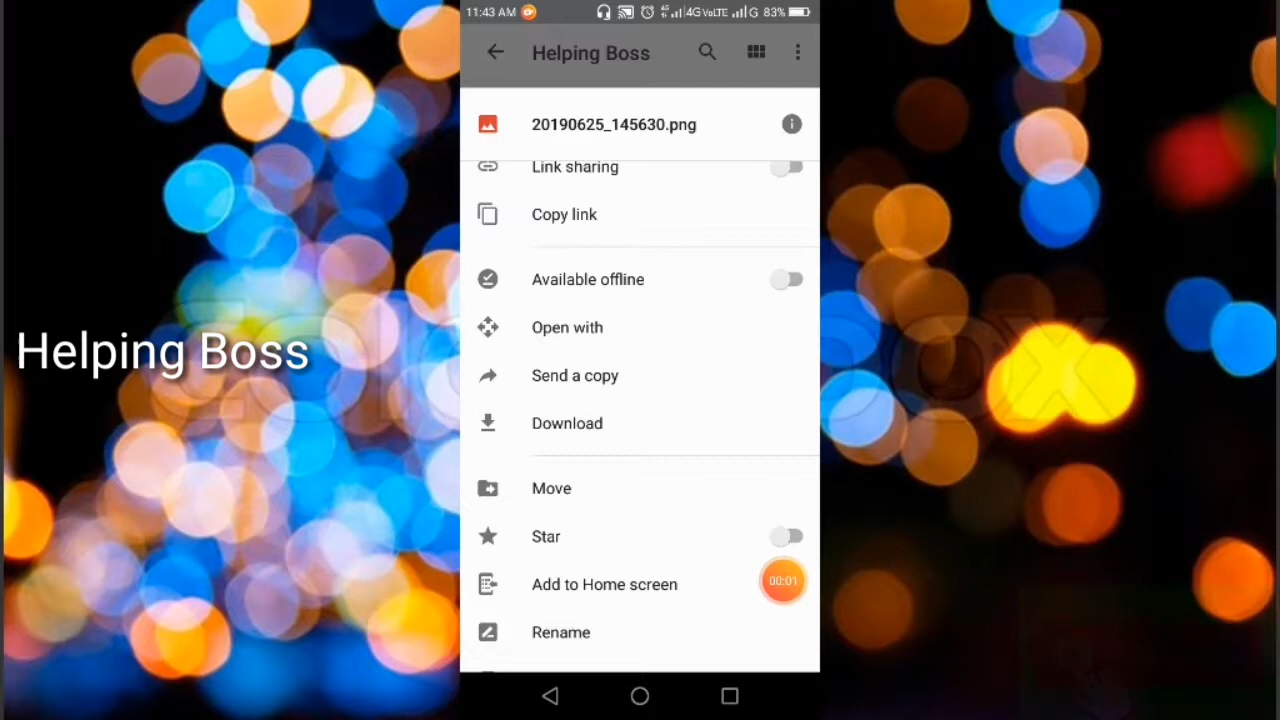 11:43 AM 4G VoLTE G 83%
Helping Boss
20190625_145630.png
Link sharing
Copy link
Available offline
Open with
Send a copy
Download
Move
Star
Add to Home screen
00:01
Rename
Helping Boss